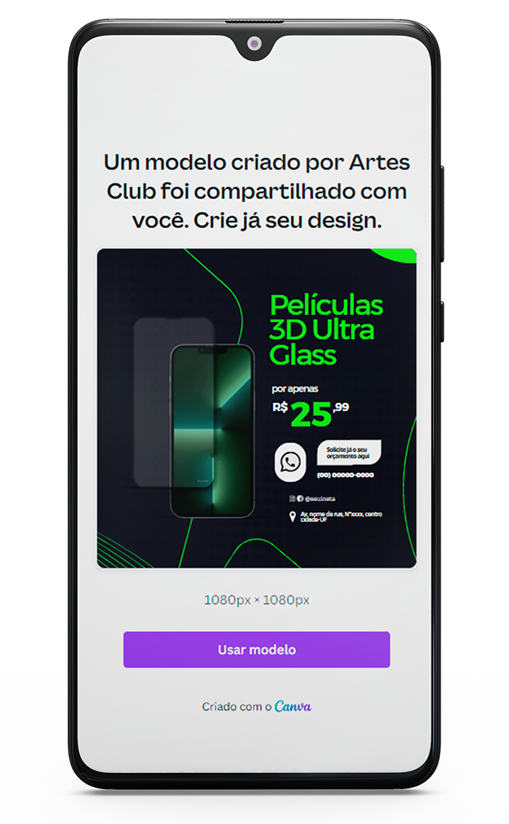 Um modelo criado por Artes
Club foi compartilhado com
você. Crie já seu design.
Películas
3D Ultra
Glass
por apenas
R$ 25,99
Solicite já o seu
orçamento aqui
(00) 00000-0000
@seuinsta
Av, nome da rua, N°xxxx, centro
cidade-UF
1080px × 1080px
Usar modelo
Criado com o Canva